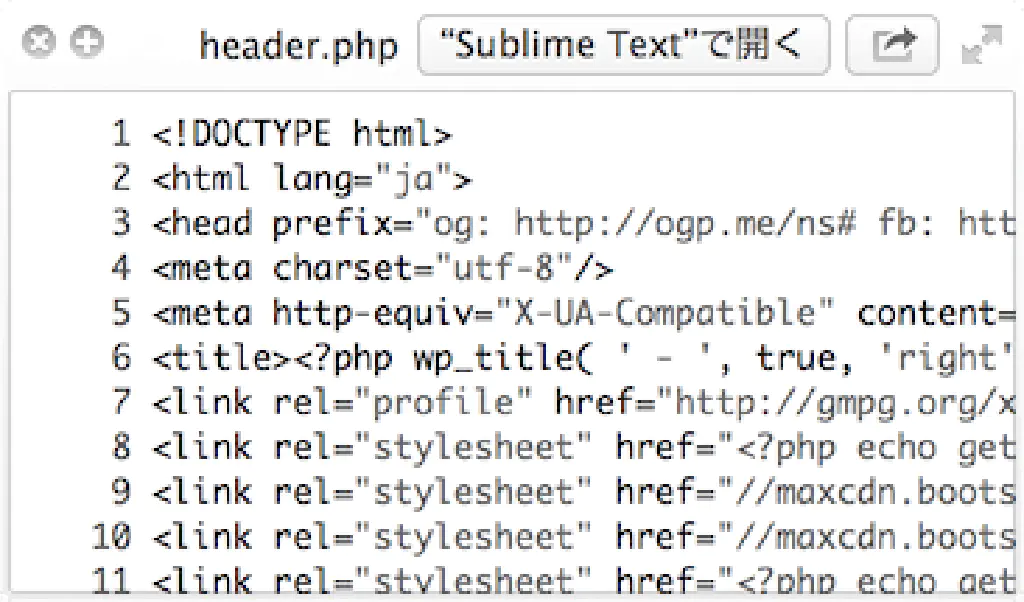 header.php “Sublime Text”で開く
1 <!DOCTYPE html>
2 <html lang="ja">
3 <head prefix="og: http://ogp.me/ns# fb: htt
4 <meta charset="utf-8"/>
5 <meta http-equiv="X-UA-Compatible" content=
6 <title><?php wp_title( ' - ', true, 'right'
7 <link rel="profile" href="http://gmpg.org/x
8 <link rel="stylesheet" href="<?php echo get
9 <link rel="stylesheet" href="//maxcdn.boots
10 <link rel="stylesheet" href="//maxcdn.boots
11 <link rel="stylesheet" href="<?php echo get